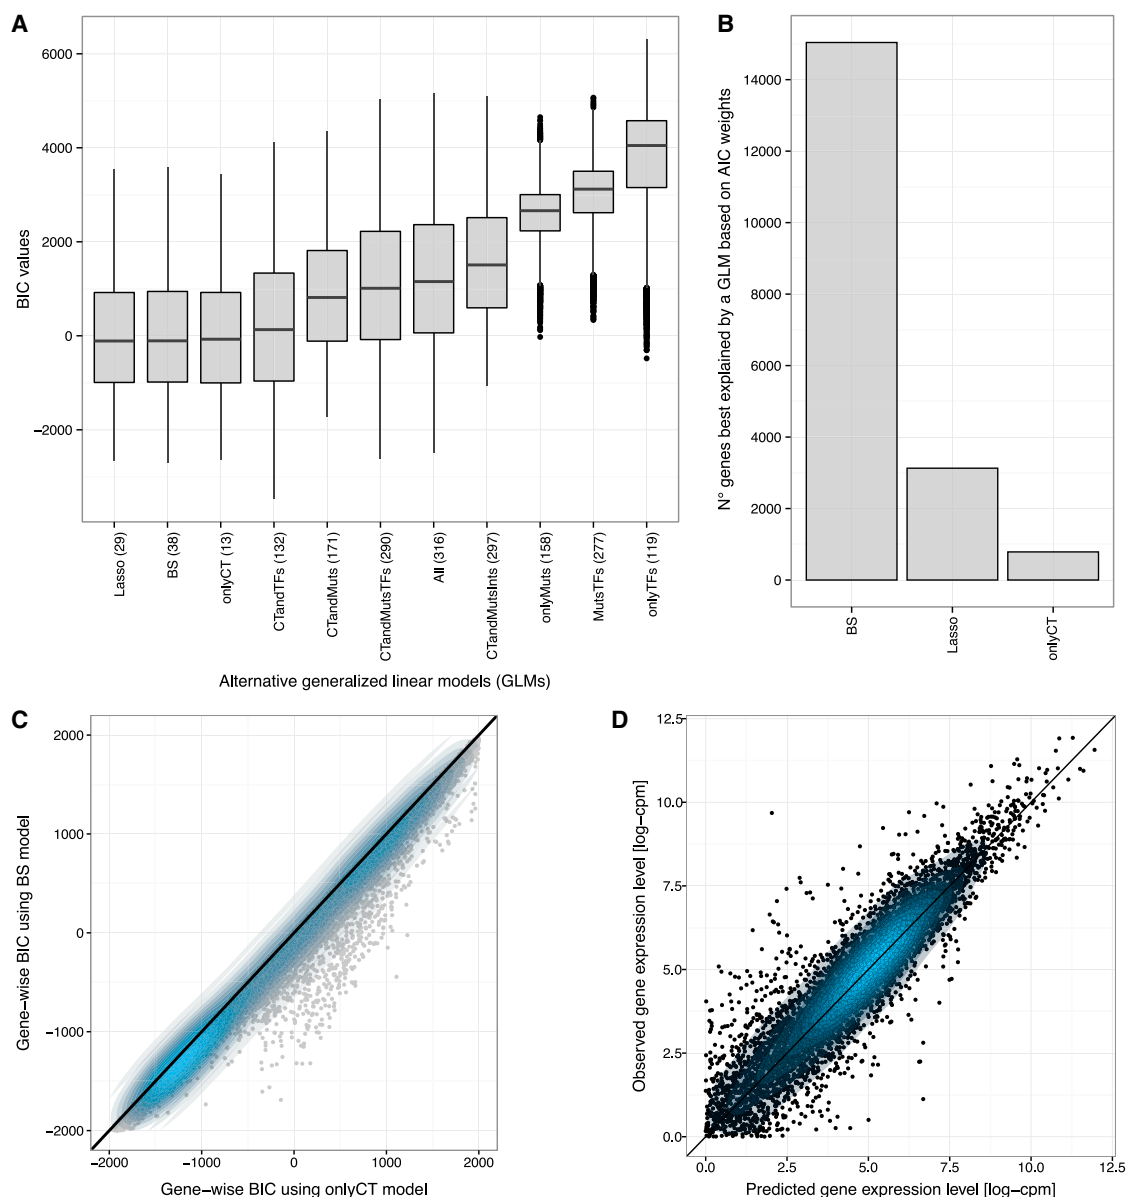 A
BIC values
6000
4000
2000
0
−2000
Lasso (29)
BS (38)
onlyCT (13)
CTandTFs (132)
CTandMuts (171)
CTandMutsTFs (290)
All (316)
CTandMutsInts (297)
onlyMuts (158)
MutsTFs (277)
onlyTFs (119)
Alternative generalized linear models (GLMs)
B
N° genes best explained by a GLM based on AIC weights
14000
12000
10000
8000
6000
4000
2000
0
BS
Lasso
onlyCT
C
Gene−wise BIC using BS model
2000
1000
0
−1000
−2000
−2000
−1000
0
1000
2000
Gene−wise BIC using onlyCT model
D
Observed gene expression level [log−cpm]
12.5
10.0
7.5
5.0
2.5
0.0
0.0
2.5
5.0
7.5
10.0
12.5
Predicted gene expression level [log−cpm]